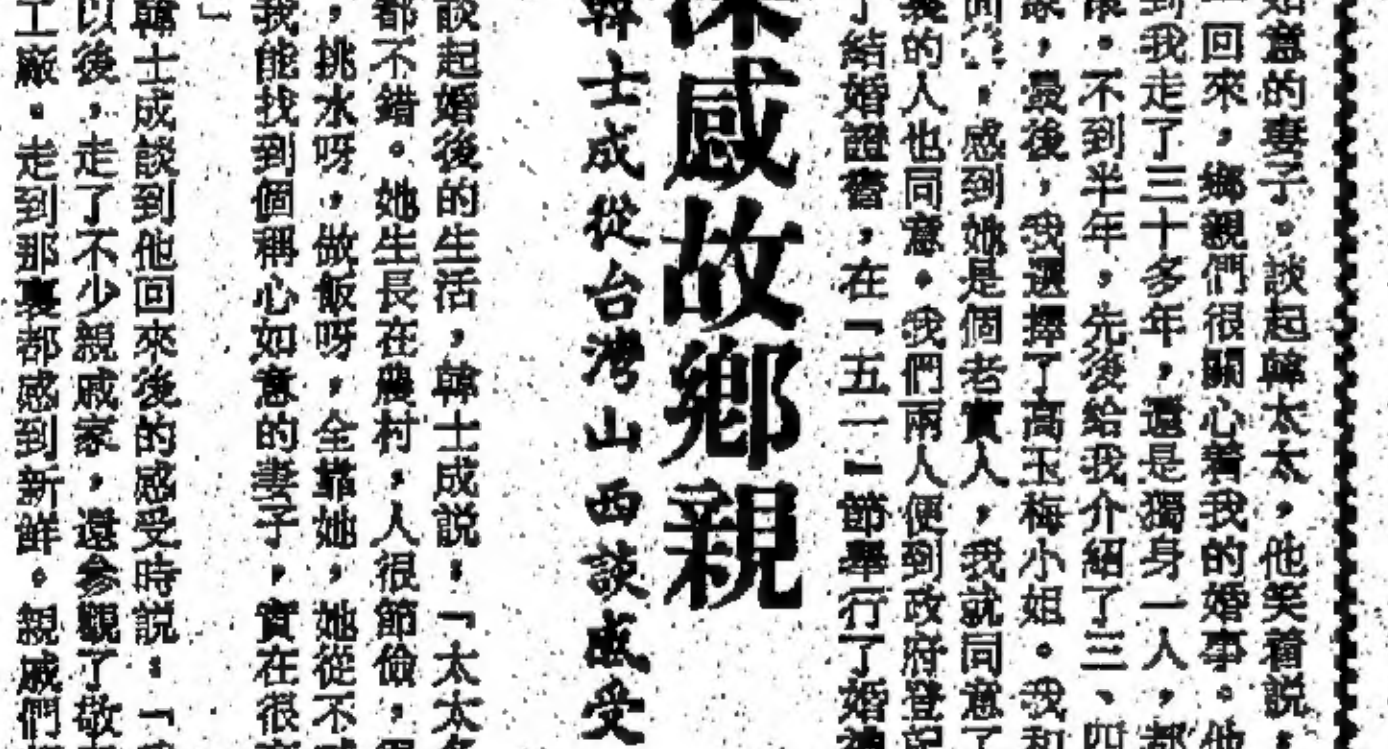 如意的妻子。談起韓太太，他笑着説：
一回來，鄉親們很關心着我的婚事。他
到我走了三十多年，還是獨身一人，都
。不到半年，先後給我介紹了三、四
家，最後，我選擇了高玉梅小姐。我和
面後，感到她是個老實人，我就同意了
裏的人也同意。我們兩人便到政府登記
了結婚證書，在「五一」節舉行了婚禮
深感故鄉親
韓士成從台灣山西談感受
談起婚後的生活，韓士成説：「太太各
都不錯。她生長在農村，人很節儉，
，挑水呀，做飯呀，全靠她，她從不
我能找到個稱心如意的妻子，實在很
」
韓士成談到他回來後的感受時説：「
以後，走了不少親戚家，還參觀了敬
工廠。走到那裏都感到新鮮。親戚們